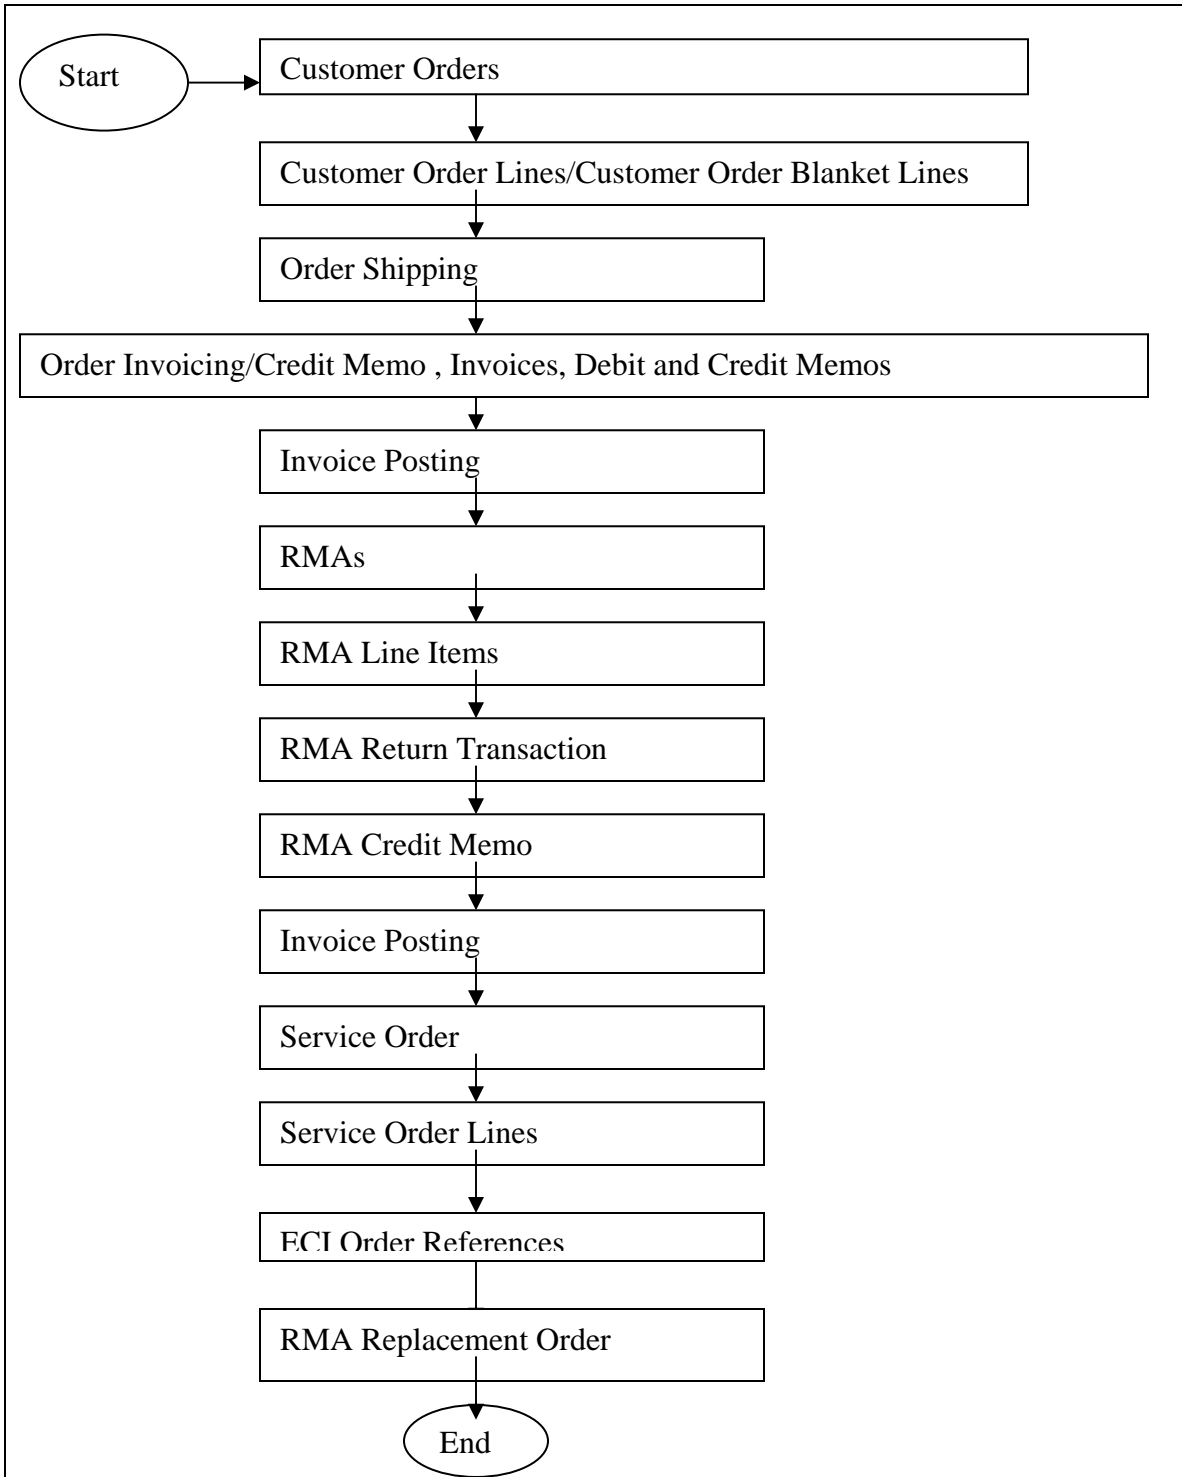 Start
Customer Orders
Customer Order Lines/Customer Order Blanket Lines
Order Shipping
Order Invoicing/Credit Memo , Invoices, Debit and Credit Memos
Invoice Posting
RMAs
RMA Line Items
RMA Return Transaction
RMA Credit Memo
Invoice Posting
Service Order
Service Order Lines
ECI Order References
RMA Replacement Order
End